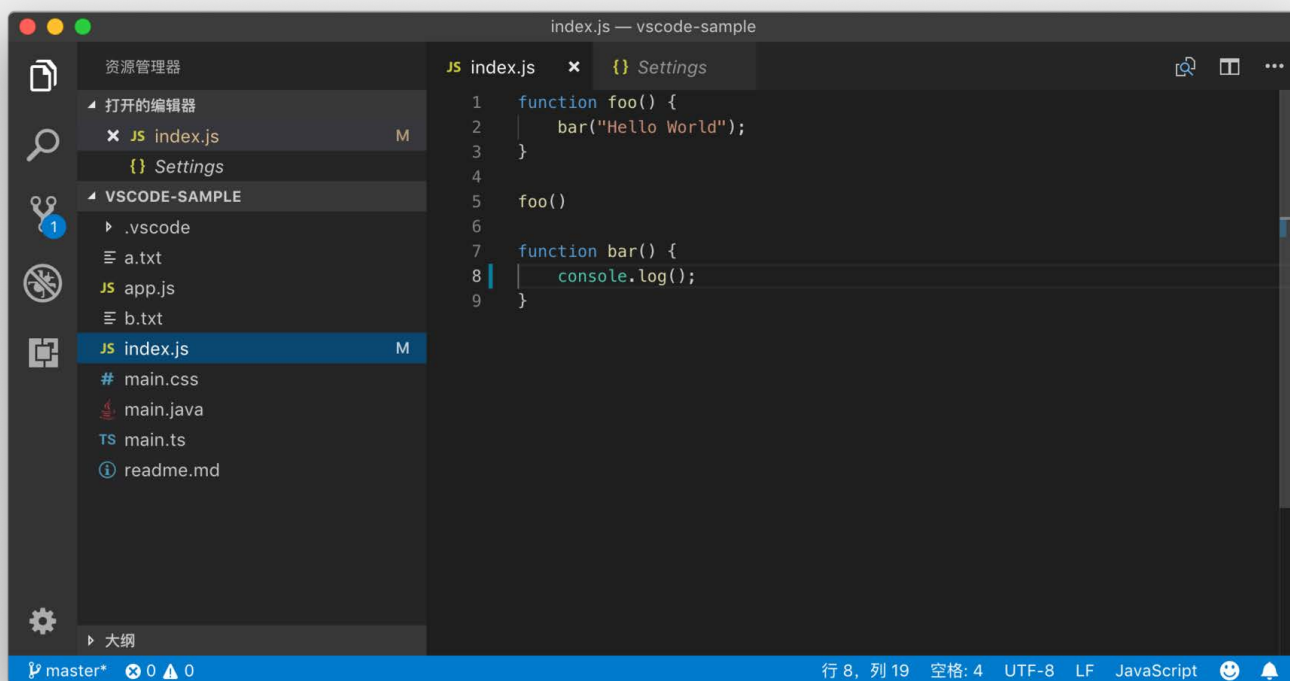 index.js — vscode-sample
资源管理器
打开的编辑器
JS index.js M
{} Settings
VSCODE-SAMPLE
.vscode
a.txt
JS app.js
b.txt
JS index.js M
# main.css
main.java
TS main.ts
readme.md
大纲
1
JS index.js {} Settings
1 function foo() {
2 bar("Hello World");
3 }
4
5 foo()
6
7 function bar() {
8 console.log();
9 }
master* 0 0 行 8，列 19 空格: 4 UTF-8 LF JavaScript